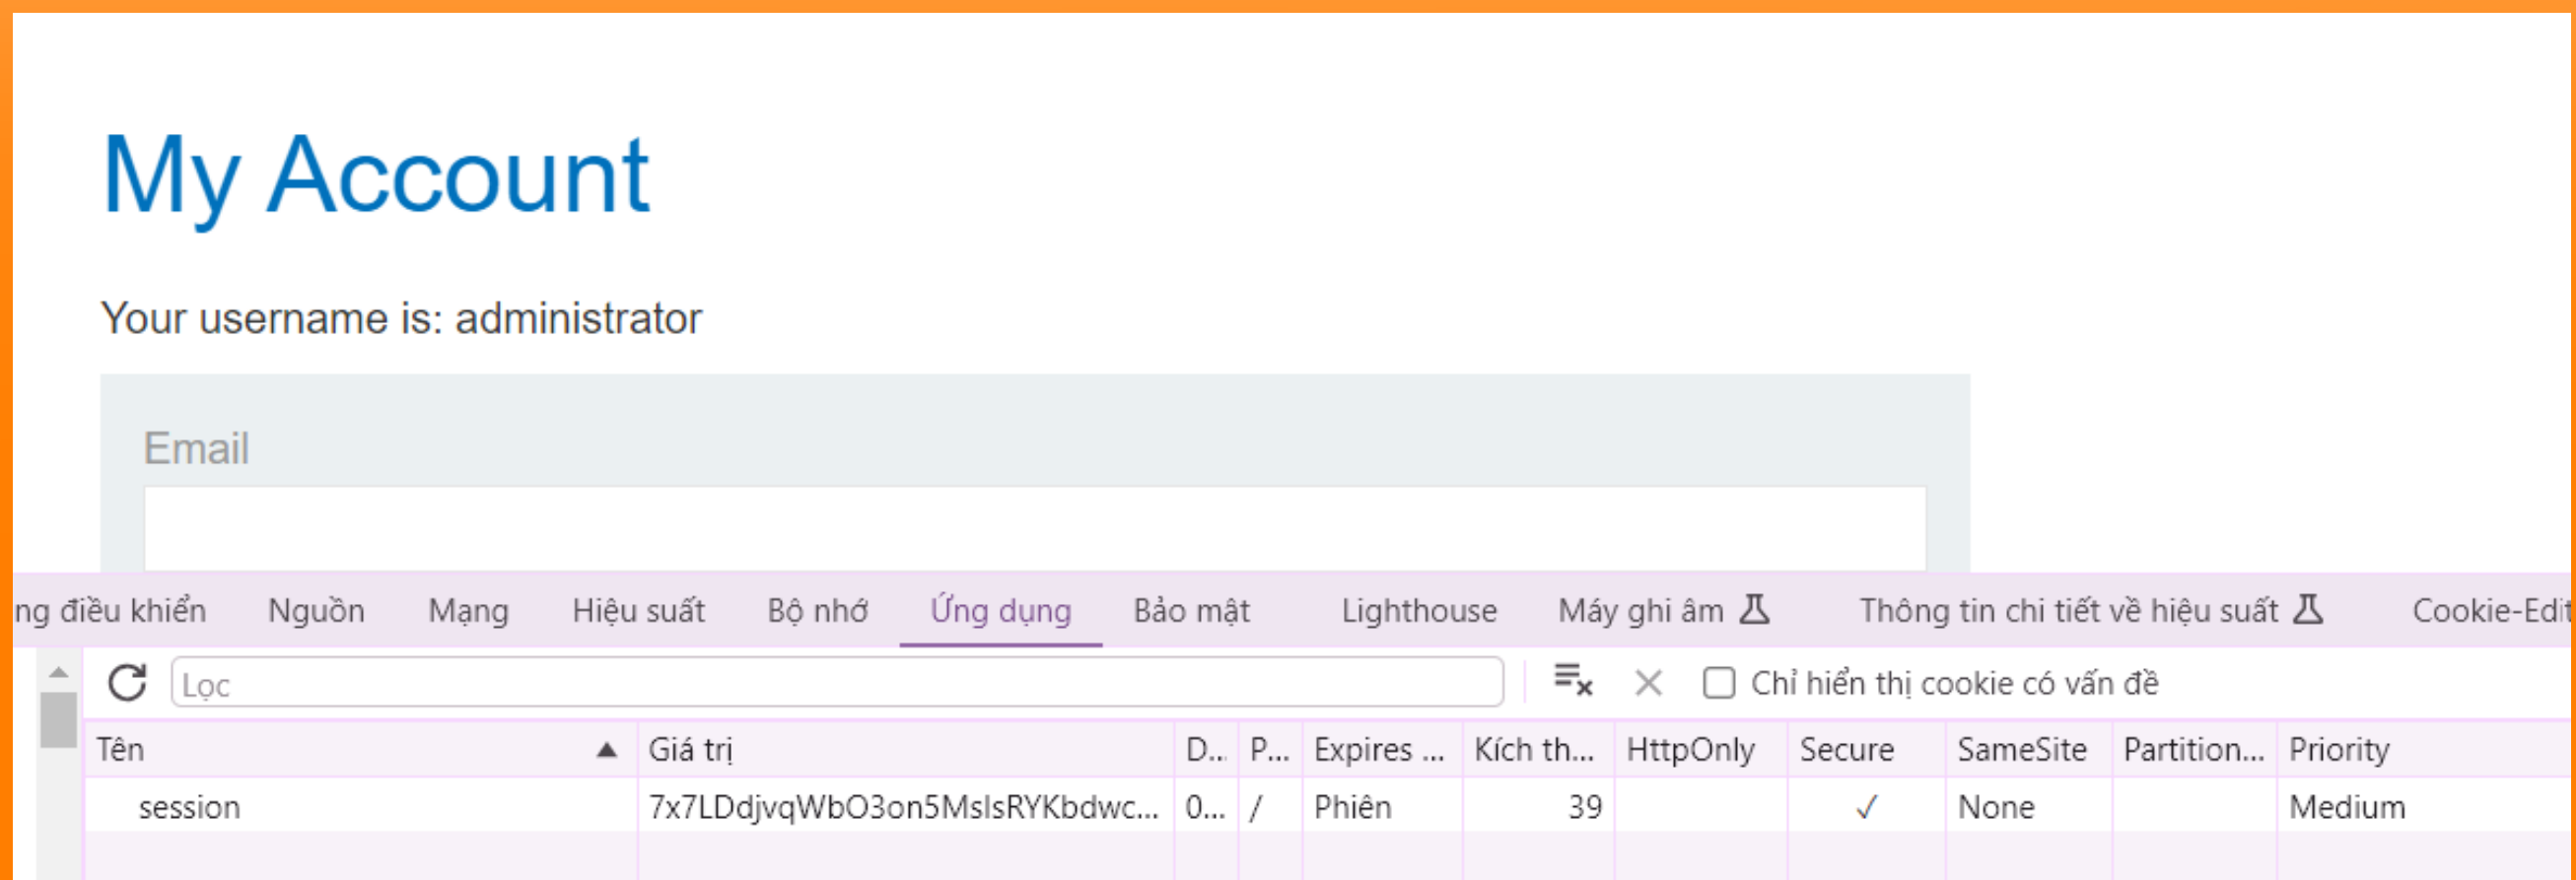 My Account
Your username is: administrator
Email
ng điều khiển Nguồn Mạng Hiệu suất Bộ nhớ Ứng dụng Bảo mật Lighthouse Máy ghi âm Thông tin chi tiết về hiệu suất Cookie-Edit
Lọc Chỉ hiển thị cookie có vấn đề
Tên Giá trị D... P... Expires ... Kích th... HttpOnly Secure SameSite Partition... Priority
session 7x7LDdjvqWbO3on5MsIsRYKbdwc... 0... / Phiên 39 ✓ None Medium